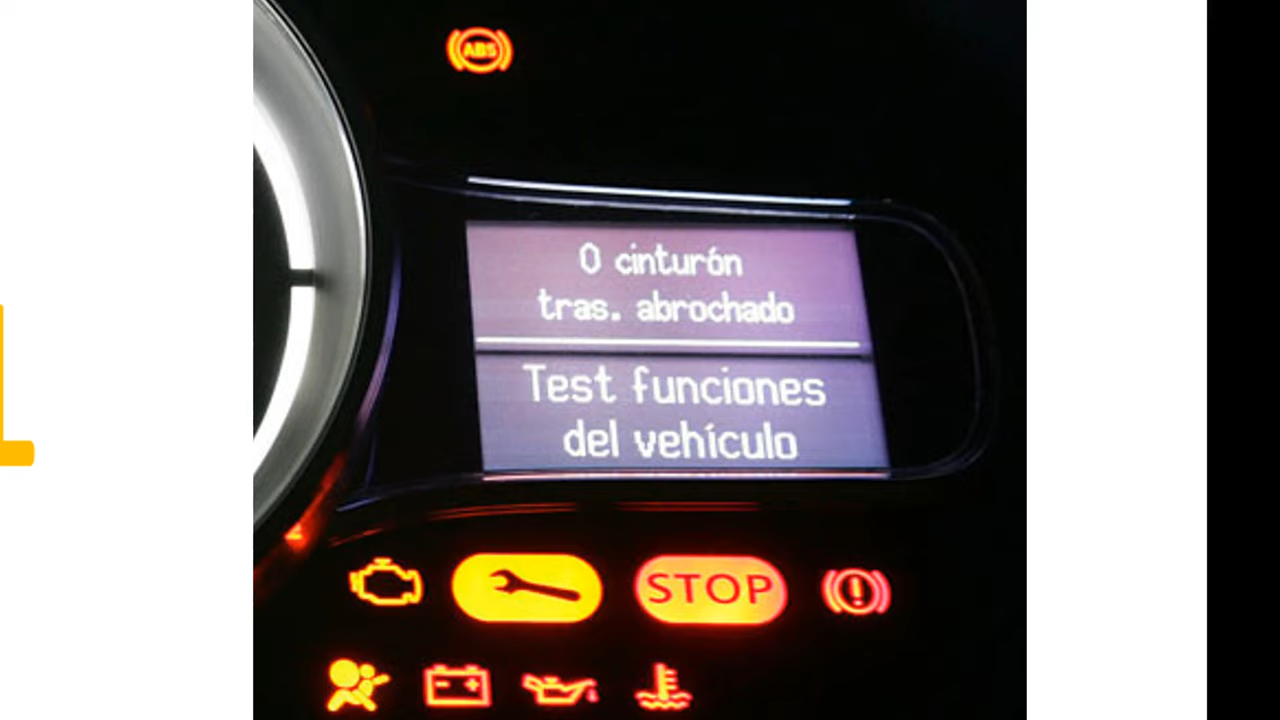 ABS
0 cinturón
tras. abrochado
Test funciones
del vehículo
STOP